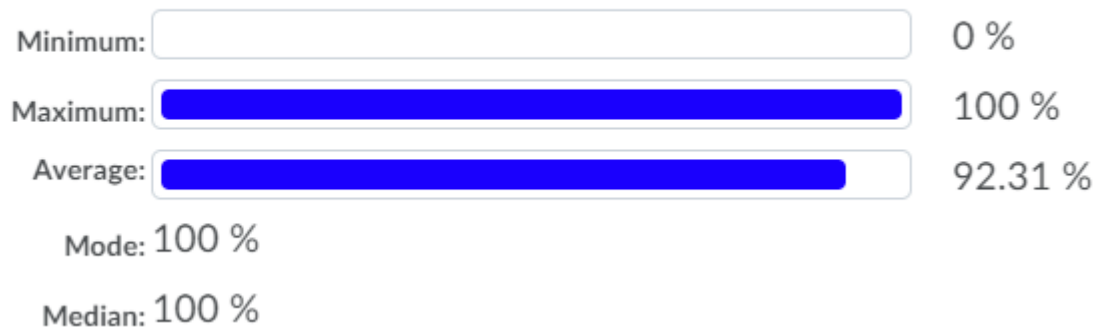 Minimum: 0 %
Maximum: 100 %
Average: 92.31 %
Mode: 100 %
Median: 100 %